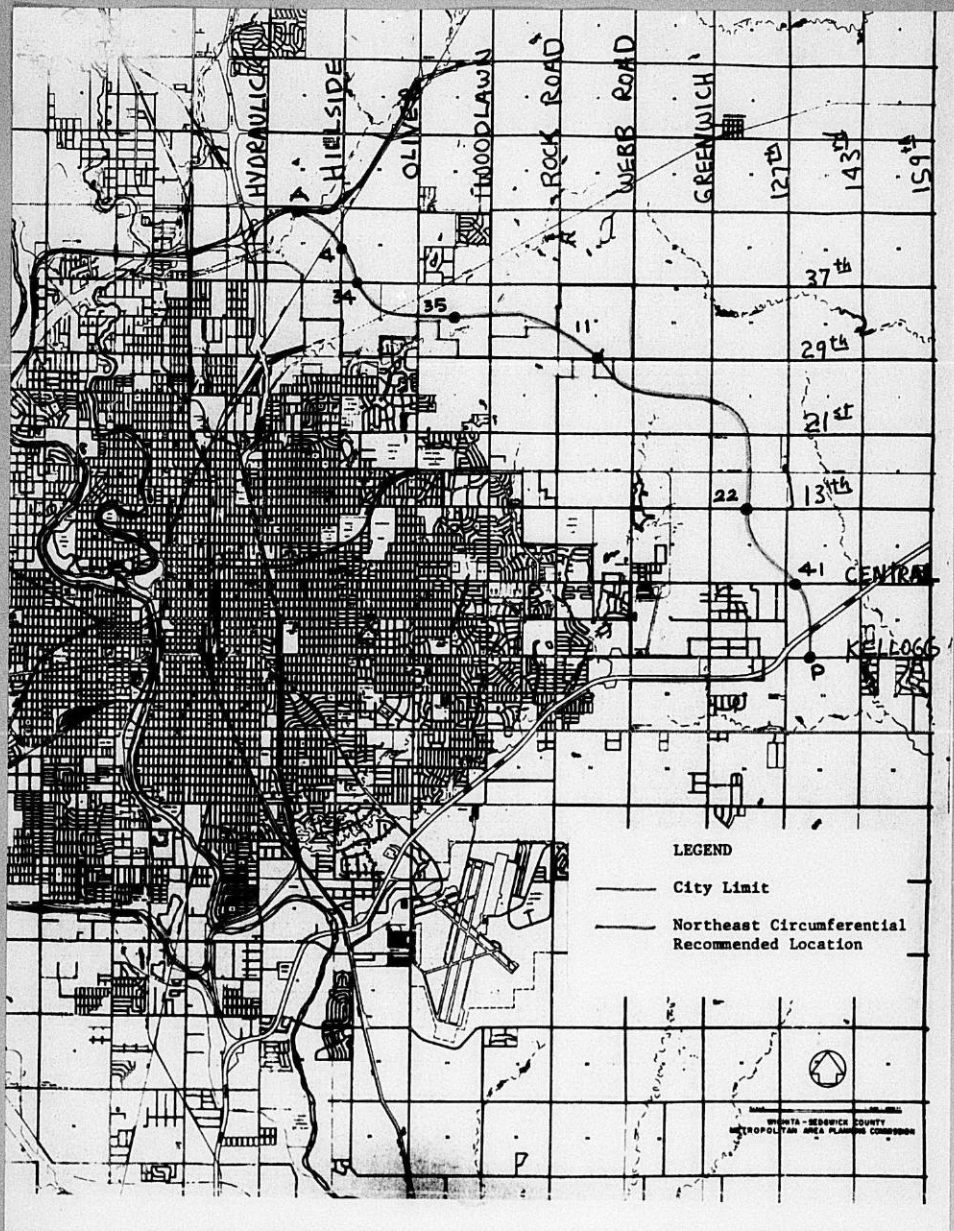 HYDRAULIC
HILLSIDE
OLIVER
WOODLAWN
ROCK ROAD
WEBB ROAD
GREENWICH
127th
143rd
159th
A
4
34
37th
35
11
29th
21st
22
13th
41
CENTRAL
P
KELLOGG
LEGEND
City Limit
Northeast Circumferential
Recommended Location
WICHITA - SEDGWICK COUNTY
METROPOLITAN AREA PLANNING COMMISSION